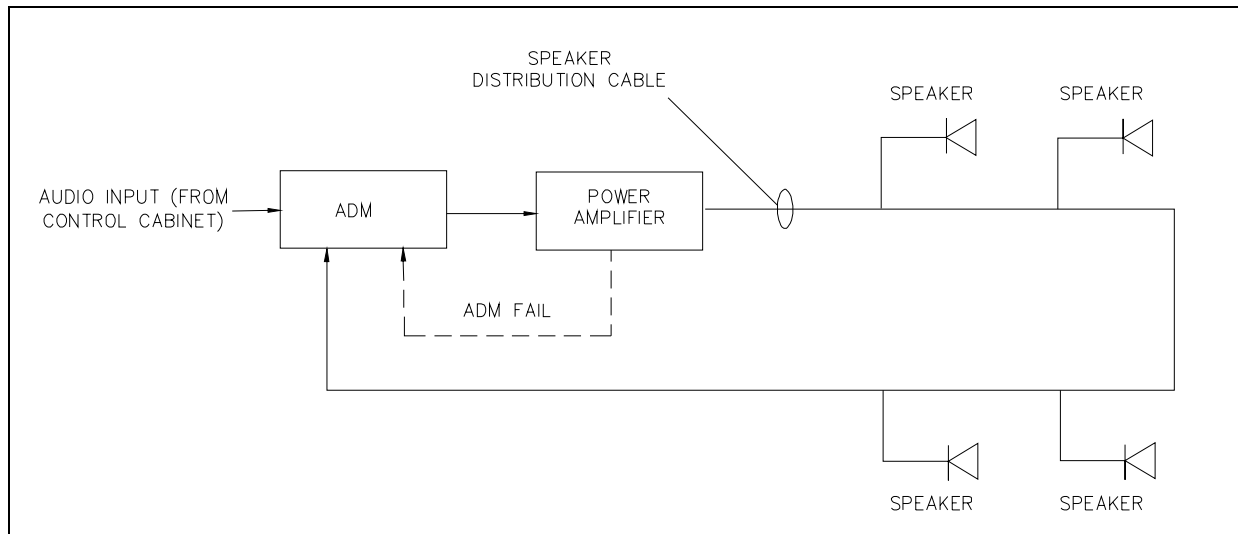 SPEAKER
DISTRIBUTION CABLE
SPEAKER
SPEAKER
AUDIO INPUT (FROM
CONTROL CABINET)
ADM
POWER
AMPLIFIER
ADM FAIL
SPEAKER
SPEAKER